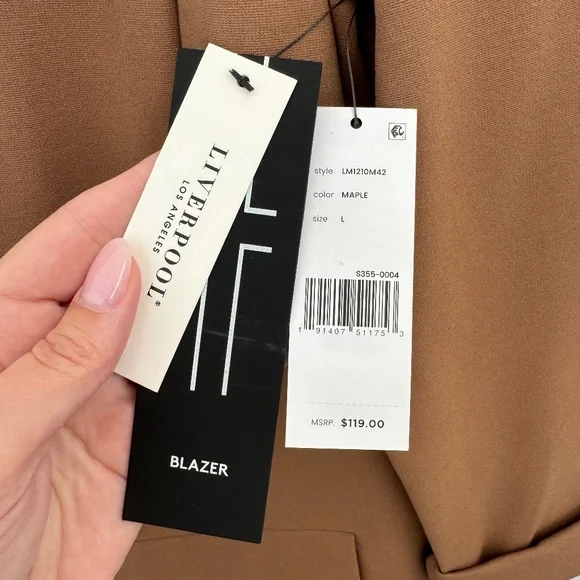 LIVERPOOL®
LOS ANGELES
BLAZER
style LM1210M42
color MAPLE
size L
S355-0004
1 91407 51175 3
MSRP. $119.00